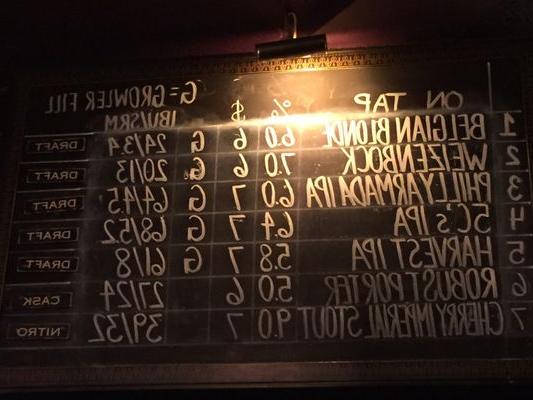 G=GROWLER FILL
ON TAP % $ IBU/SRM
1 BELGIAN BLONDE 6.0 6 G 24/3.4 DRAFT
2 WEIZENBOCK 7.0 6 G 20/13 DRAFT
3 PHILLY ARMADA IPA 6.0 7 G 64/4.5 DRAFT
4 5C'S IPA 6.4 7 G 68/5.2 DRAFT
5 HARVEST IPA 5.8 7 G 61/8 DRAFT
6 ROBUST PORTER 5.0 6 27/24 CASK
7 CHERRY IMPERIAL STOUT 9.0 7 39/32 NITRO